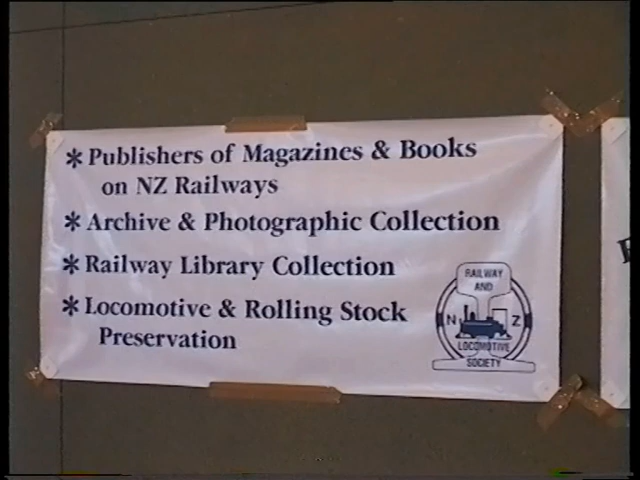 * Publishers of Magazines & Books
on NZ Railways
* Archive & Photographic Collection
* Railway Library Collection
* Locomotive & Rolling Stock
Preservation
RAILWAY
AND
N Z
LOCOMOTIVE
SOCIETY